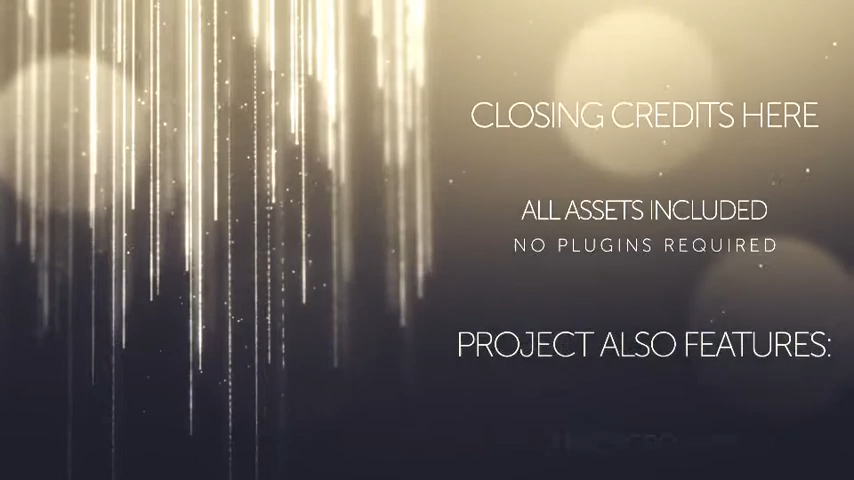 CLOSING CREDITS HERE
ALL ASSETS INCLUDED
NO PLUGINS REQUIRED
PROJECT ALSO FEATURES: